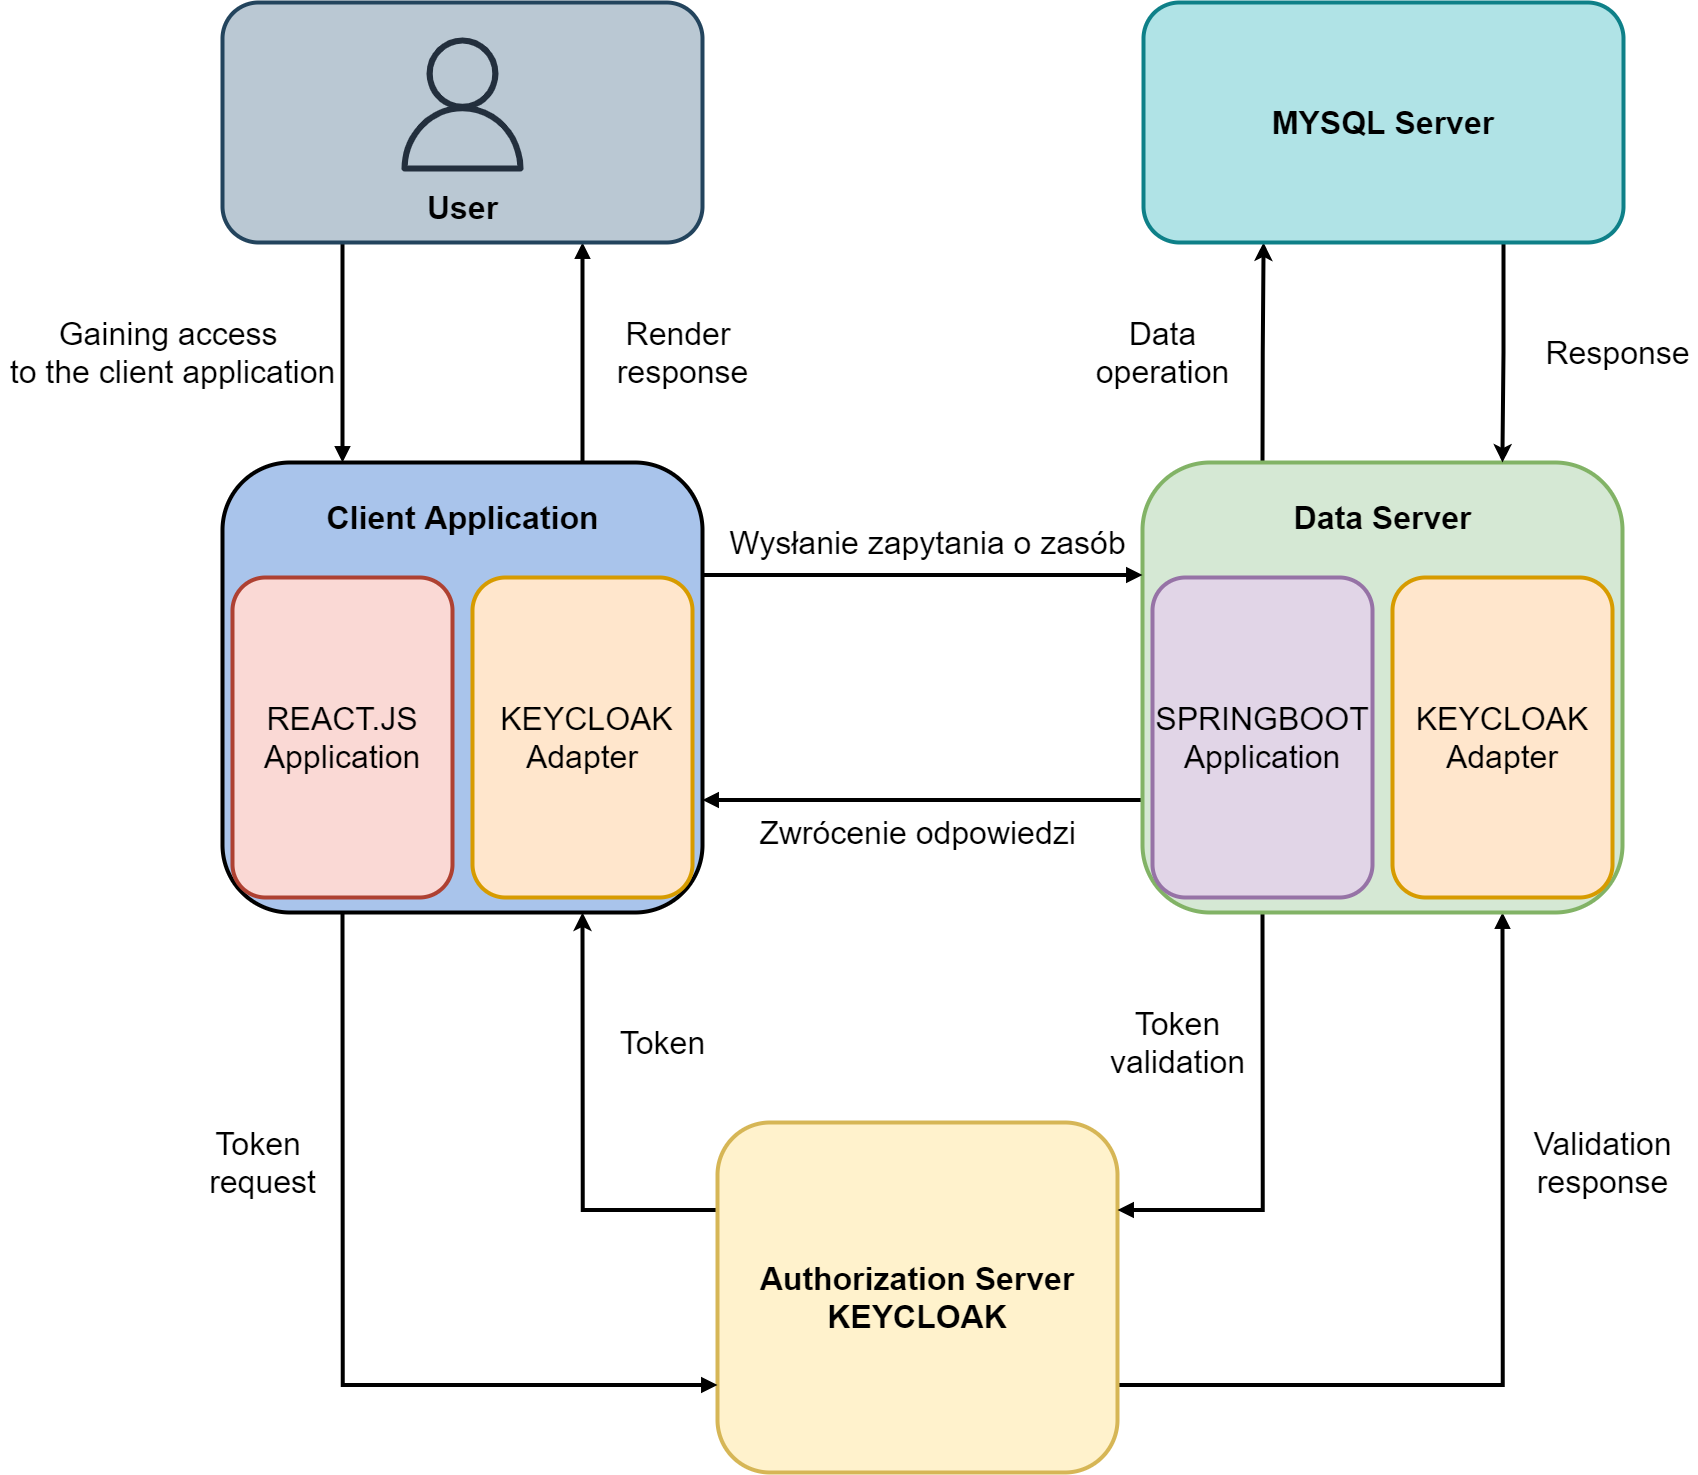 User
MYSQL Server
Gaining access
to the client application
Render
response
Data
operation
Response
Client Application
Wysłanie zapytania o zasób
Data Server
REACT.JS
Application
KEYCLOAK
Adapter
SPRINGBOOT
Application
KEYCLOAK
Adapter
Zwrócenie odpowiedzi
Token
Token
validation
Token
request
Validation
response
Authorization Server
KEYCLOAK